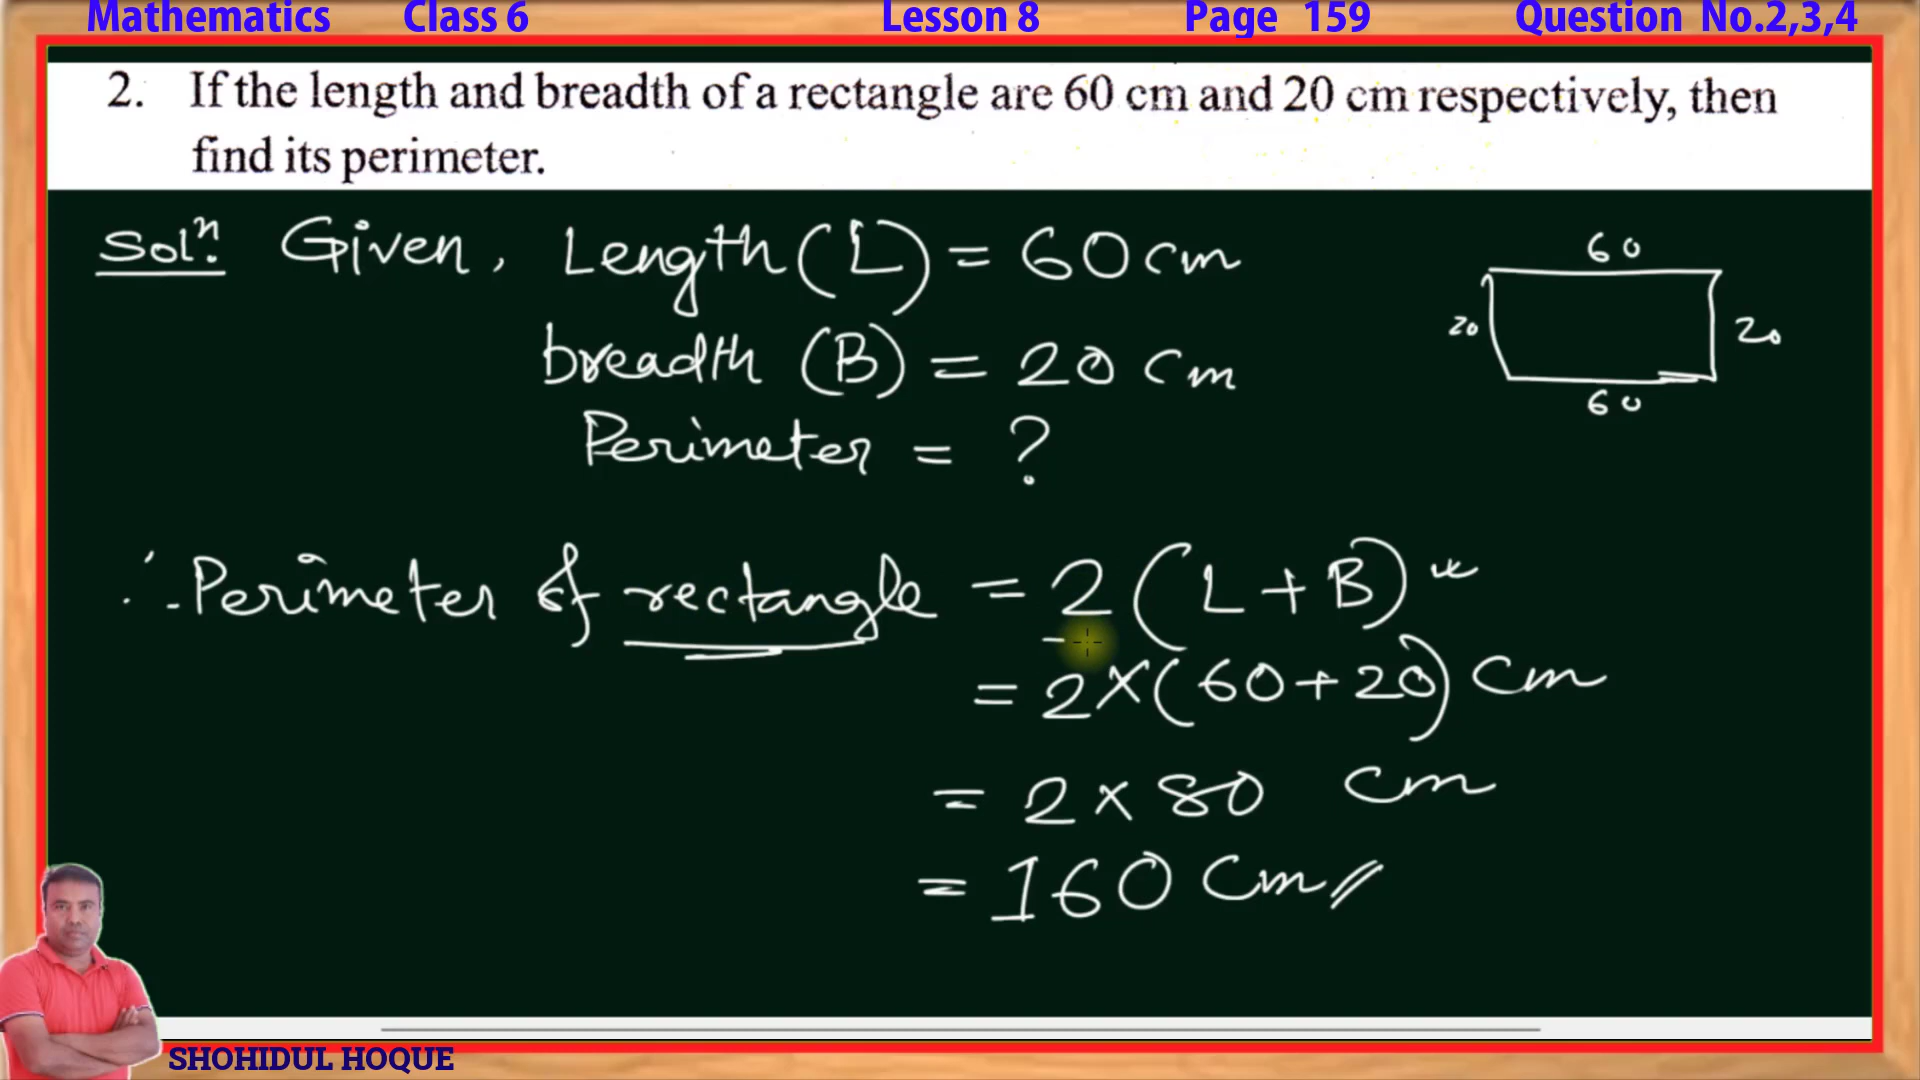 Mathematics Class 6 Lesson 8 Page 159 Question No.2,3,4
2. If the length and breadth of a rectangle are 60 cm and 20 cm respectively, then
find its perimeter.
Solⁿ. Given, Length (L) = 60 cm
breadth (B) = 20 cm
Perimeter = ?
60
20
20
60
∴ Perimeter of rectangle = 2 (L + B)
= 2 × (60 + 20) cm
= 2 × 80 cm
= 160 cm
SHOHIDUL HOQUE